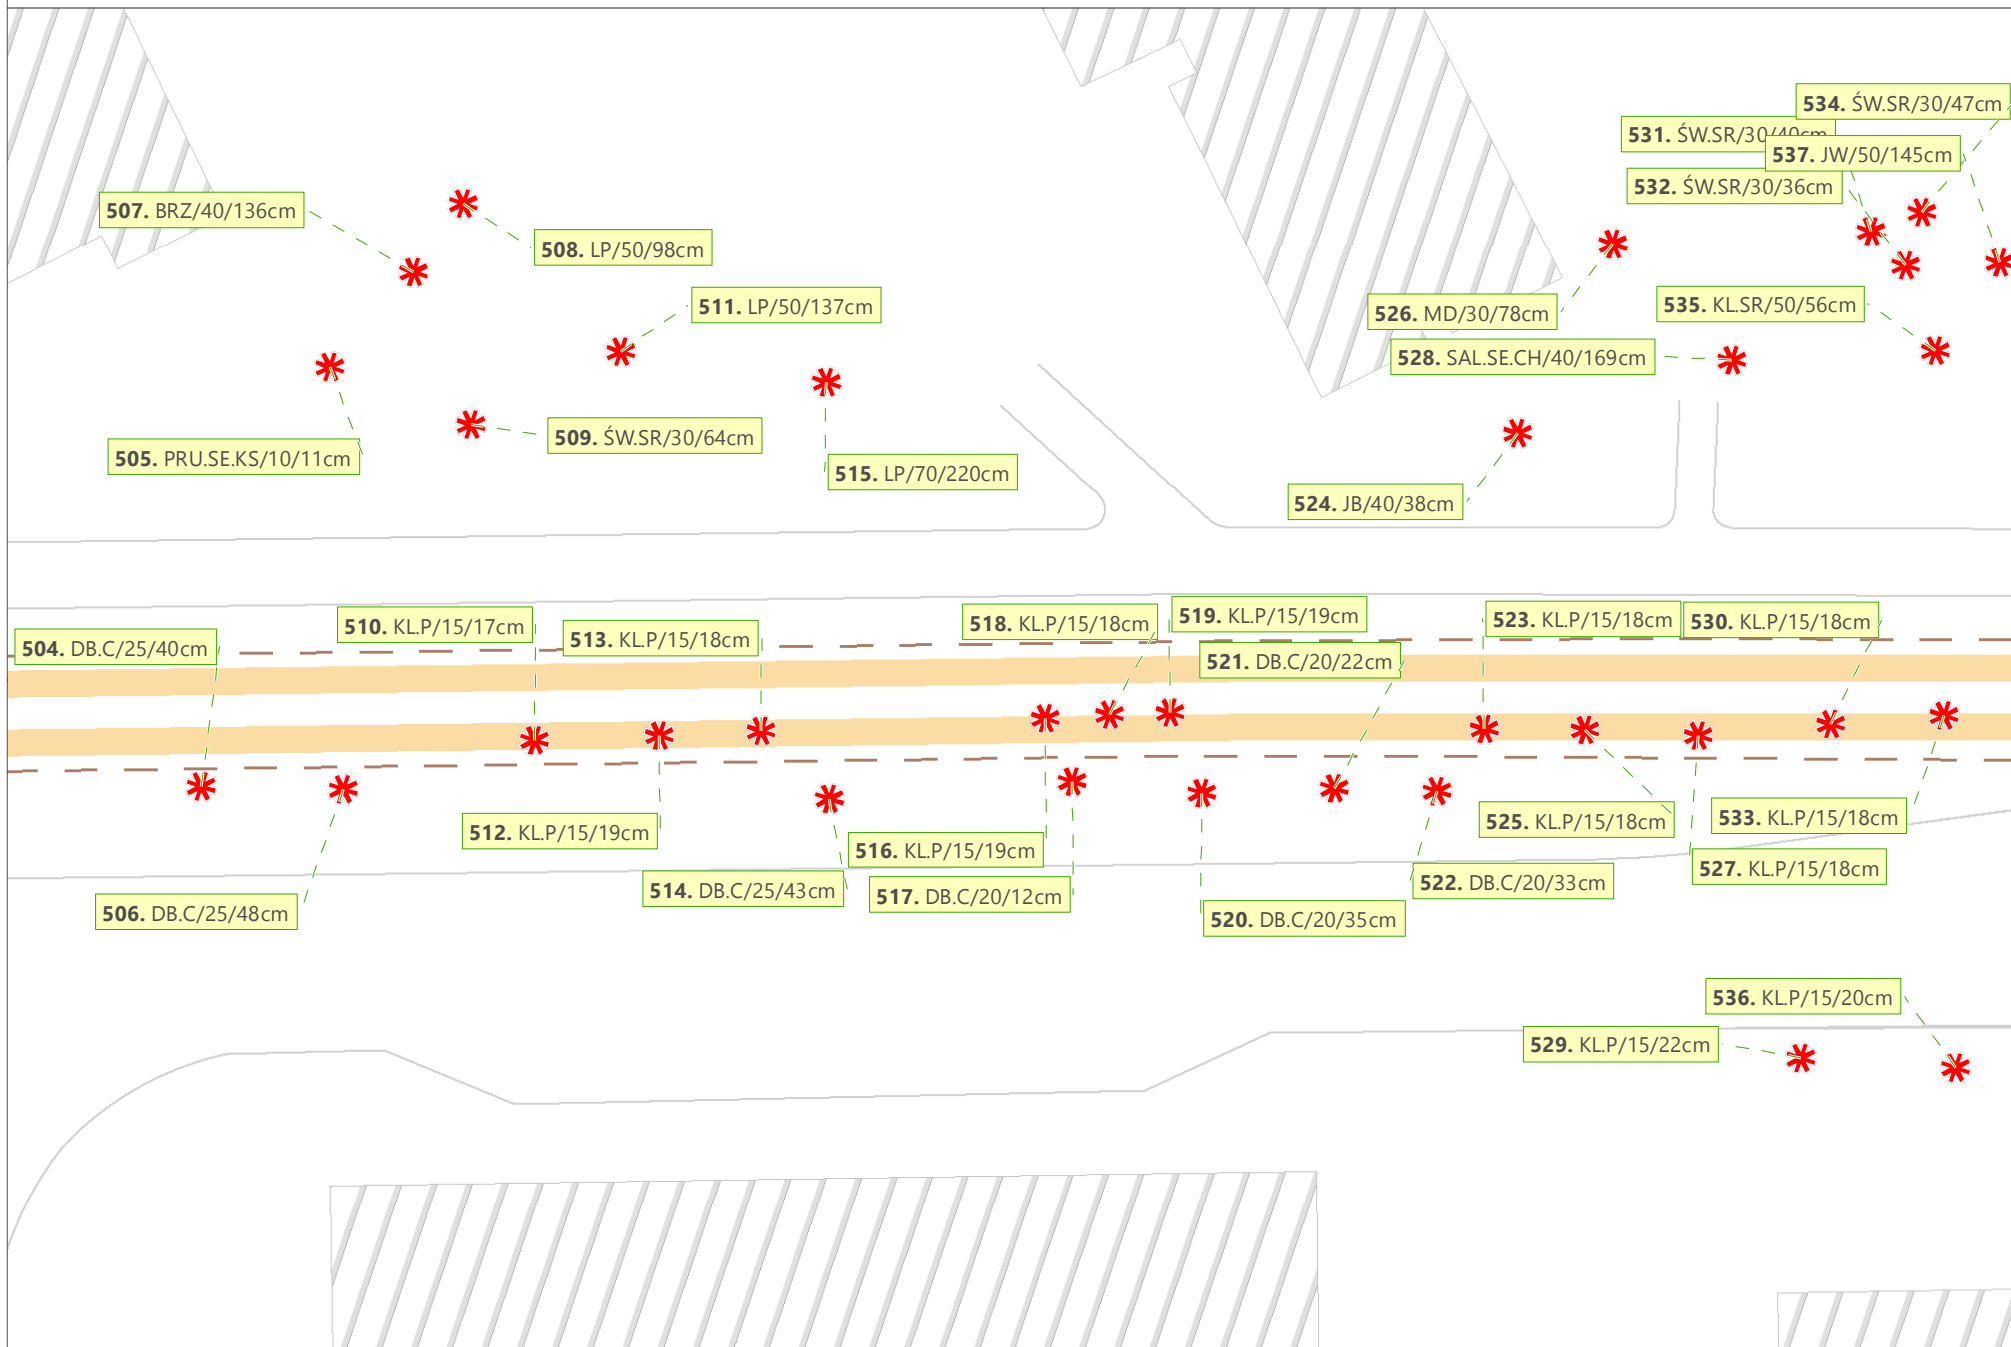 534. ŚW.SR/30/47cm
531. ŚW.SR/30/40cm
537. JW/50/145cm
532. ŚW.SR/30/36cm
507. BRZ/40/136cm
508. LP/50/98cm
511. LP/50/137cm
526. MD/30/78cm
535. KL.SR/50/56cm
528. SAL.SE.CH/40/169cm
509. ŚW.SR/30/64cm
505. PRU.SE.KS/10/11cm
515. LP/70/220cm
524. JB/40/38cm
510. KL.P/15/17cm
513. KL.P/15/18cm
518. KL.P/15/18cm
519. KL.P/15/19cm
523. KL.P/15/18cm
530. KL.P/15/18cm
504. DB.C/25/40cm
521. DB.C/20/22cm
512. KL.P/15/19cm
516. KL.P/15/19cm
525. KL.P/15/18cm
533. KL.P/15/18cm
527. KL.P/15/18cm
514. DB.C/25/43cm
517. DB.C/20/12cm
522. DB.C/20/33cm
506. DB.C/25/48cm
520. DB.C/20/35cm
536. KL.P/15/20cm
529. KL.P/15/22cm